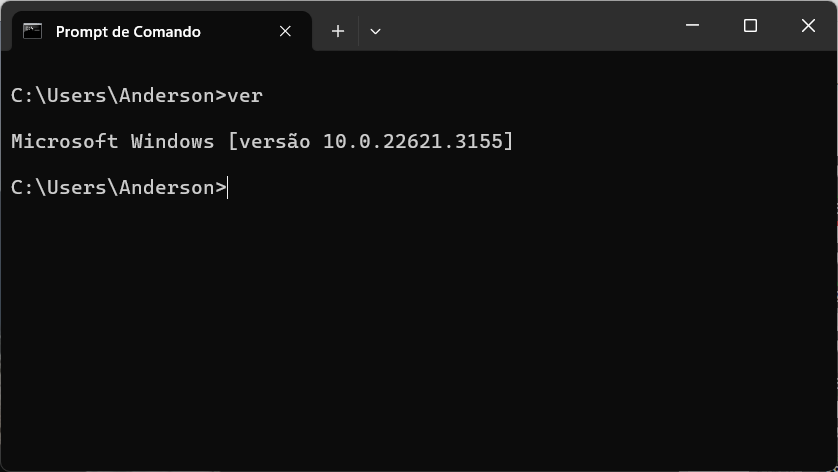 Prompt de Comando
C:\Users\Anderson>ver
Microsoft Windows [versão 10.0.22621.3155]
C:\Users\Anderson>